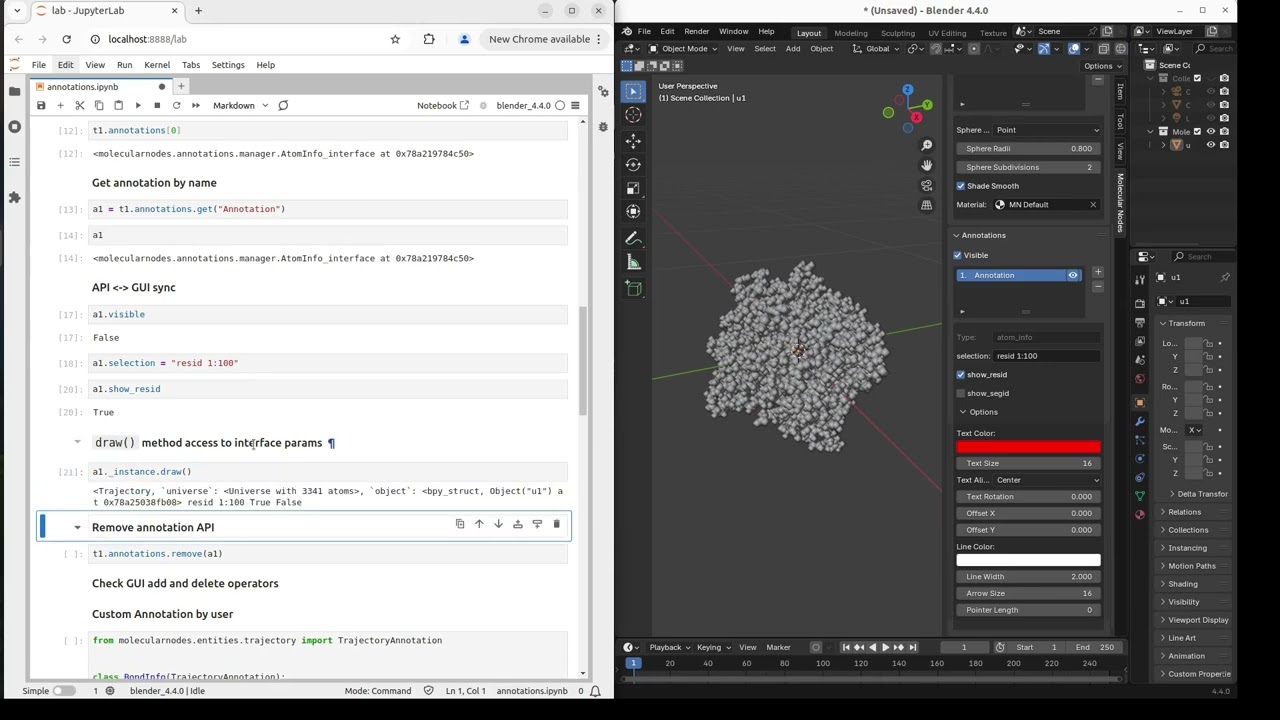 lab - JupyterLab
localhost:8888/lab
New Chrome available
File Edit View Run Kernel Tabs Settings Help
annotations.ipynb
Markdown
Notebook
blender_4.4.0
[12]: t1.annotations[0]
[12]: <molecularnodes.annotations.manager.AtomInfo_interface at 0x78a219784c50>
Get annotation by name
[13]: a1 = t1.annotations.get("Annotation")
[14]: a1
[14]: <molecularnodes.annotations.manager.AtomInfo_interface at 0x78a219784c50>
API <-> GUI sync
[17]: a1.visible
[17]: False
[18]: a1.selection = "resid 1:100"
[20]: a1.show_resid
[20]: True
draw() method access to interface params ¶
[21]: a1._instance.draw()
<Trajectory, `universe`: <Universe with 3341 atoms>, `object`: <bpy_struct, Object("u1") a
t 0x78a25038fb08> resid 1:100 True False
Remove annotation API
[ ]: t1.annotations.remove(a1)
Check GUI add and delete operators
Custom Annotation by user
[ ]: from molecularnodes.entities.trajectory import TrajectoryAnnotation
class BondInfo(TrajectoryAnnotation):
Simple 1 blender_4.4.0 | Idle Mode: Command Ln 1, Col 1 annotations.ipynb 0
* (Unsaved) - Blender 4.4.0
File Edit Render Window Help Layout Modeling Sculpting UV Editing Texture Scene ViewLayer
Object Mode View Select Add Object Global Search
Options
User Perspective
(1) Scene Collection | u1
Item
Tool
View
Molecular Nodes
Sphere ... Point
Sphere Radii 0.800
Sphere Subdivisions 2
Shade Smooth
Material: MN Default
Annotations
Visible
1. Annotation
Type: atom_info
selection: resid 1:100
show_resid
show_segid
Options
Text Color:
Text Size 16
Text Ali... Center
Text Rotation 0.000
Offset X 0.000
Offset Y 0.000
Line Color:
Line Width 2.000
Arrow Size 16
Pointer Length 0
Scene Cc
Colle
C
C
L
Mole
u
Search
u1
u1
Transform
Lo... X
Y
Z
Ro... X
Y
Z
Mo... X
Sc... X
Y
Z
Delta Transfor
Relations
Collections
Instancing
Motion Paths
Shading
Visibility
Viewport Display
Line Art
Animation
Custom Propertie
Playback Keying View Marker 1 Start 1 End 250
1 20 40 60 80 100 120 140 160 180 200 220 240
4.4.0